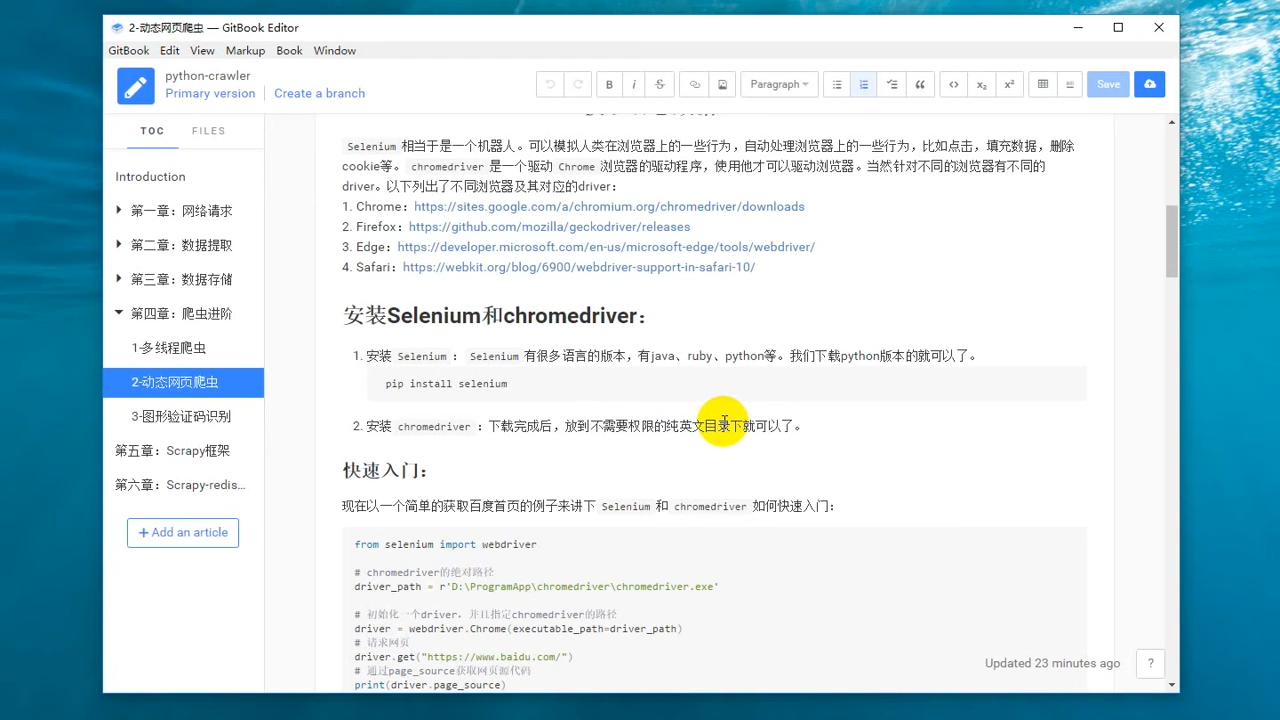 2-动态网页爬虫 — GitBook Editor
GitBook Edit View Markup Book Window
python-crawler
Primary version Create a branch
B i S Paragraph x₂ x² Save
TOC FILES
Introduction
第一章：网络请求
第二章：数据提取
第三章：数据存储
第四章：爬虫进阶
1-多线程爬虫
2-动态网页爬虫
3-图形验证码识别
第五章：Scrapy框架
第六章：Scrapy-redis...
+ Add an article
Selenium 相当于是一个机器人。可以模拟人类在浏览器上的一些行为，自动处理浏览器上的一些行为，比如点击，填充数据，删除
cookie等。 chromedriver 是一个驱动 Chrome 浏览器的驱动程序，使用他才可以驱动浏览器。当然针对不同的浏览器有不同的
driver。以下列出了不同浏览器及其对应的driver：
1. Chrome：https://sites.google.com/a/chromium.org/chromedriver/downloads
2. Firefox：https://github.com/mozilla/geckodriver/releases
3. Edge：https://developer.microsoft.com/en-us/microsoft-edge/tools/webdriver/
4. Safari：https://webkit.org/blog/6900/webdriver-support-in-safari-10/
安装Selenium和chromedriver：
1. 安装 Selenium ： Selenium 有很多语言的版本，有java、ruby、python等。我们下载python版本的就可以了。
pip install selenium
2. 安装 chromedriver ：下载完成后，放到不需要权限的纯英文目录下就可以了。
快速入门：
现在以一个简单的获取百度首页的例子来讲下 Selenium 和 chromedriver 如何快速入门：
from selenium import webdriver
# chromedriver的绝对路径
driver_path = r'D:\ProgramApp\chromedriver\chromedriver.exe'
# 初始化一个driver，并且指定chromedriver的路径
driver = webdriver.Chrome(executable_path=driver_path)
# 请求网页
driver.get("https://www.baidu.com/")
# 通过page_source获取网页源代码
print(driver.page_source)
Updated 23 minutes ago ?